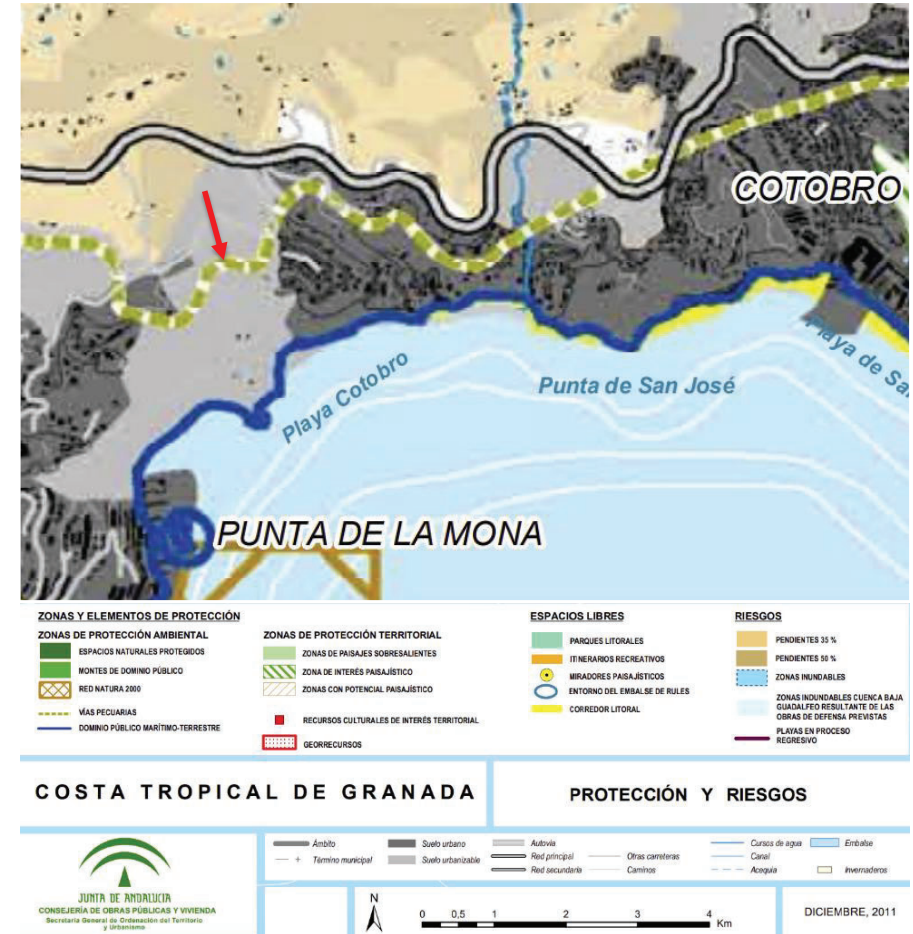 COTOBRO
Playa Cotobro
Punta de San José
Playa de Sa
PUNTA DE LA MONA
ZONAS Y ELEMENTOS DE PROTECCIÓN
ZONAS DE PROTECCIÓN AMBIENTAL
ESPACIOS NATURALES PROTEGIDOS
MONTES DE DOMINIO PÚBLICO
RED NATURA 2000
VÍAS PECUARIAS
DOMINIO PÚBLICO MARÍTIMO-TERRESTRE
ZONAS DE PROTECCIÓN TERRITORIAL
ZONAS DE PAISAJES SOBRESALIENTES
ZONA DE INTERÉS PAISAJÍSTICO
ZONAS CON POTENCIAL PAISAJÍSTICO
RECURSOS CULTURALES DE INTERÉS TERRITORIAL
GEORRECURSOS
ESPACIOS LIBRES
PARQUES LITORALES
ITINERARIOS RECREATIVOS
MIRADORES PAISAJÍSTICOS
ENTORNO DEL EMBALSE DE RULES
CORREDOR LITORAL
RIESGOS
PENDIENTES 35 %
PENDIENTES 50 %
ZONAS INUNDABLES
ZONAS INOUNDABLES CUENCA BAJA
GUADALFEO RESULTANTE DE LAS
OBRAS DE DEFENSA PREVISTAS
PLAYAS EN PROCESO
REGRESIVO
COSTA TROPICAL DE GRANADA
PROTECCIÓN Y RIESGOS
JUNTA DE ANDALUCIA
CONSEJERÍA DE OBRAS PÚBLICAS Y VIVIENDA
Secretaría General de Ordenación del Territorio
y Urbanismo
Ámbito
Término municipal
Suelo urbano
Suelo urbanizable
Autovía
Red principal
Red secundaria
Otras carreteras
Caminos
Cursos de agua
Canal
Acequia
Embalse
Invernaderos
N
0 0,5 1 2 3 4
Km
DICIEMBRE, 2011